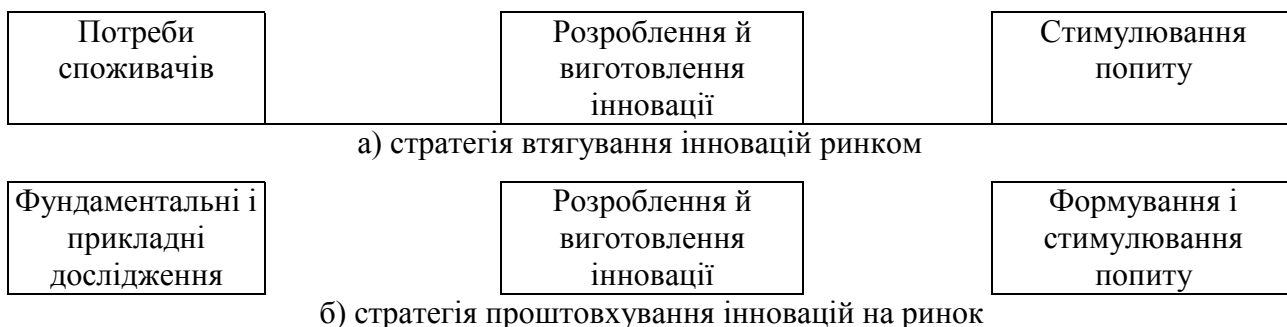 Потреби
споживачів
Розроблення й
виготовлення
інновації
Стимулювання
попиту
а) стратегія втягування інновацій ринком
Фундаментальні і
прикладні
дослідження
Розроблення й
виготовлення
інновації
Формування і
стимулювання
попиту
б) стратегія проштовхування інновацій на ринок